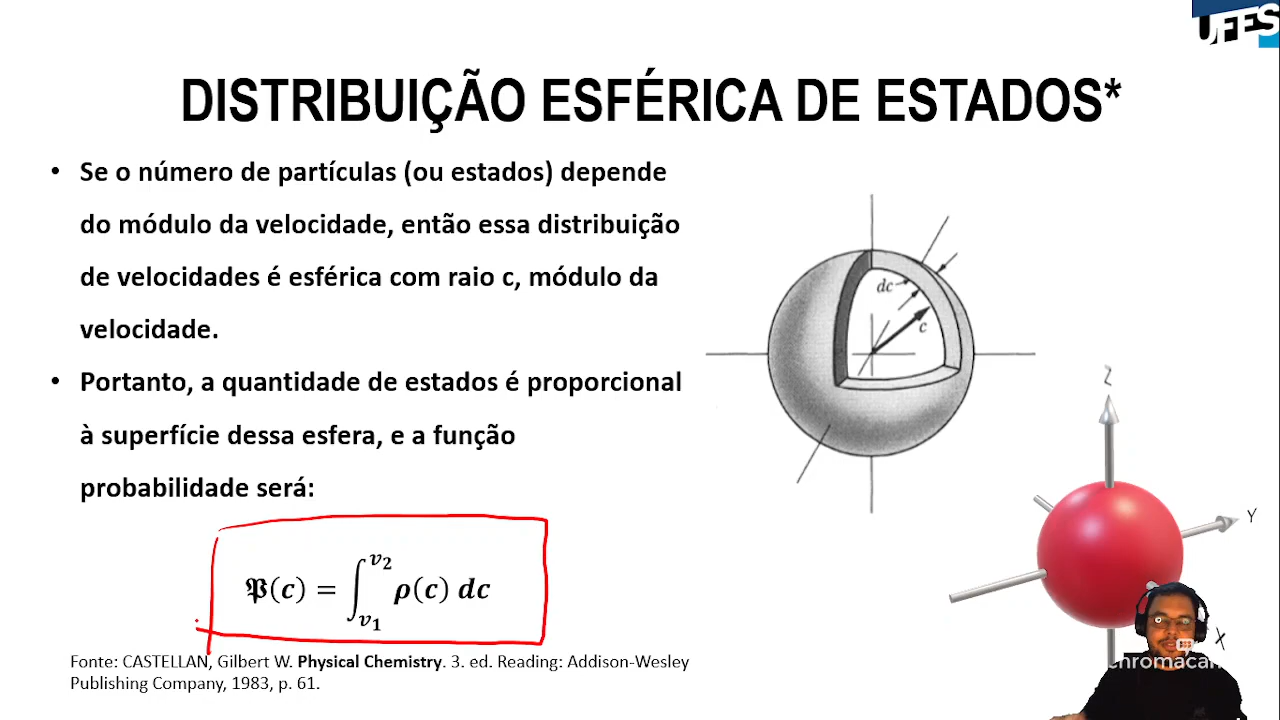 UFES
DISTRIBUIÇÃO ESFÉRICA DE ESTADOS*
• Se o número de partículas (ou estados) depende
do módulo da velocidade, então essa distribuição
de velocidades é esférica com raio c, módulo da
velocidade.
• Portanto, a quantidade de estados é proporcional
à superfície dessa esfera, e a função
probabilidade será:
𝕻(c) = ∫_{v₁}^{v₂} ρ(c) dc
Fonte: CASTELLAN, Gilbert W. Physical Chemistry. 3. ed. Reading: Addison-Wesley
Publishing Company, 1983, p. 61.
dc
c
Z
Y
X
chromacam